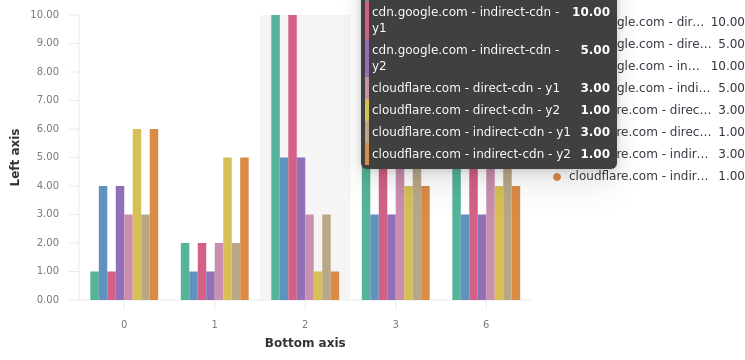 10.00
9.00
8.00
7.00
6.00
5.00
4.00
3.00
2.00
1.00
0.00
Left axis
0
1
2
3
6
Bottom axis
cdn.google.com - indirect-cdn - 10.00
y1
cdn.google.com - indirect-cdn - 5.00
y2
cloudflare.com - direct-cdn - y1 3.00
cloudflare.com - direct-cdn - y2 1.00
cloudflare.com - indirect-cdn - y1 3.00
cloudflare.com - indirect-cdn - y2 1.00
gle.com - dir... 10.00
gle.com - dire... 5.00
gle.com - in... 10.00
gle.com - indi... 5.00
re.com - direc... 3.00
re.com - direc... 1.00
re.com - indir... 3.00
cloudflare.com - indir... 1.00